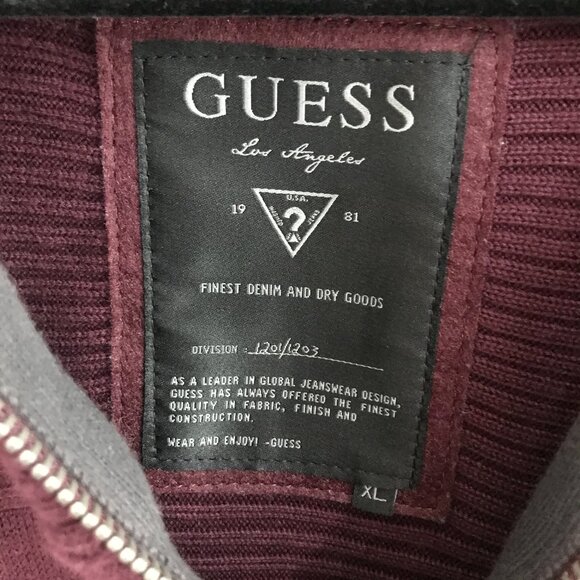 GUESS
Los Angeles
U.S.A.
19 ? 81
FINEST DENIM AND DRY GOODS
DIVISION - 1201/1203
AS A LEADER IN GLOBAL JEANSWEAR DESIGN,
GUESS HAS ALWAYS OFFERED THE FINEST
QUALITY IN FABRIC, FINISH AND
CONSTRUCTION.
WEAR AND ENJOY! -GUESS
XL